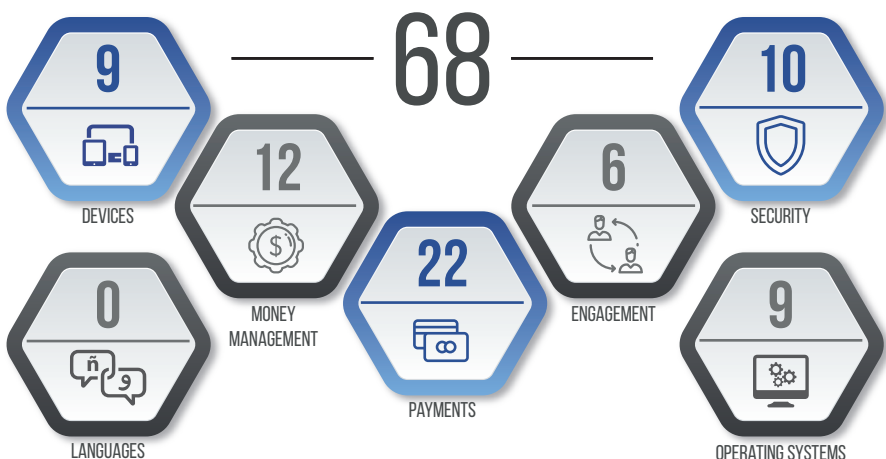 68
9
DEVICES
10
SECURITY
12
MONEY
MANAGEMENT
6
ENGAGEMENT
22
PAYMENTS
0
ñ
و
LANGUAGES
9
OPERATING SYSTEMS
$